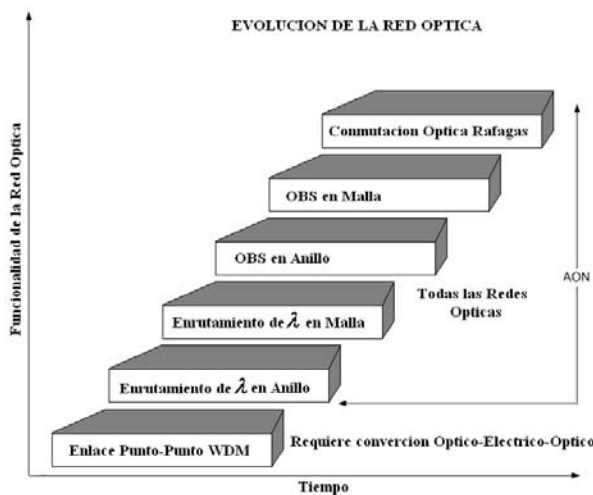 EVOLUCION DE LA RED OPTICA
Funcionalidad de la Red Optica
Conmutacion Optica Rafagas
OBS en Malla
OBS en Anillo
AON
Todas las Redes
Opticas
Enrutamiento de λ en Malla
Enrutamiento de λ en Anillo
Enlace Punto-Punto WDM
Requiere convercion Optico-Electrico-Optico
Tiempo